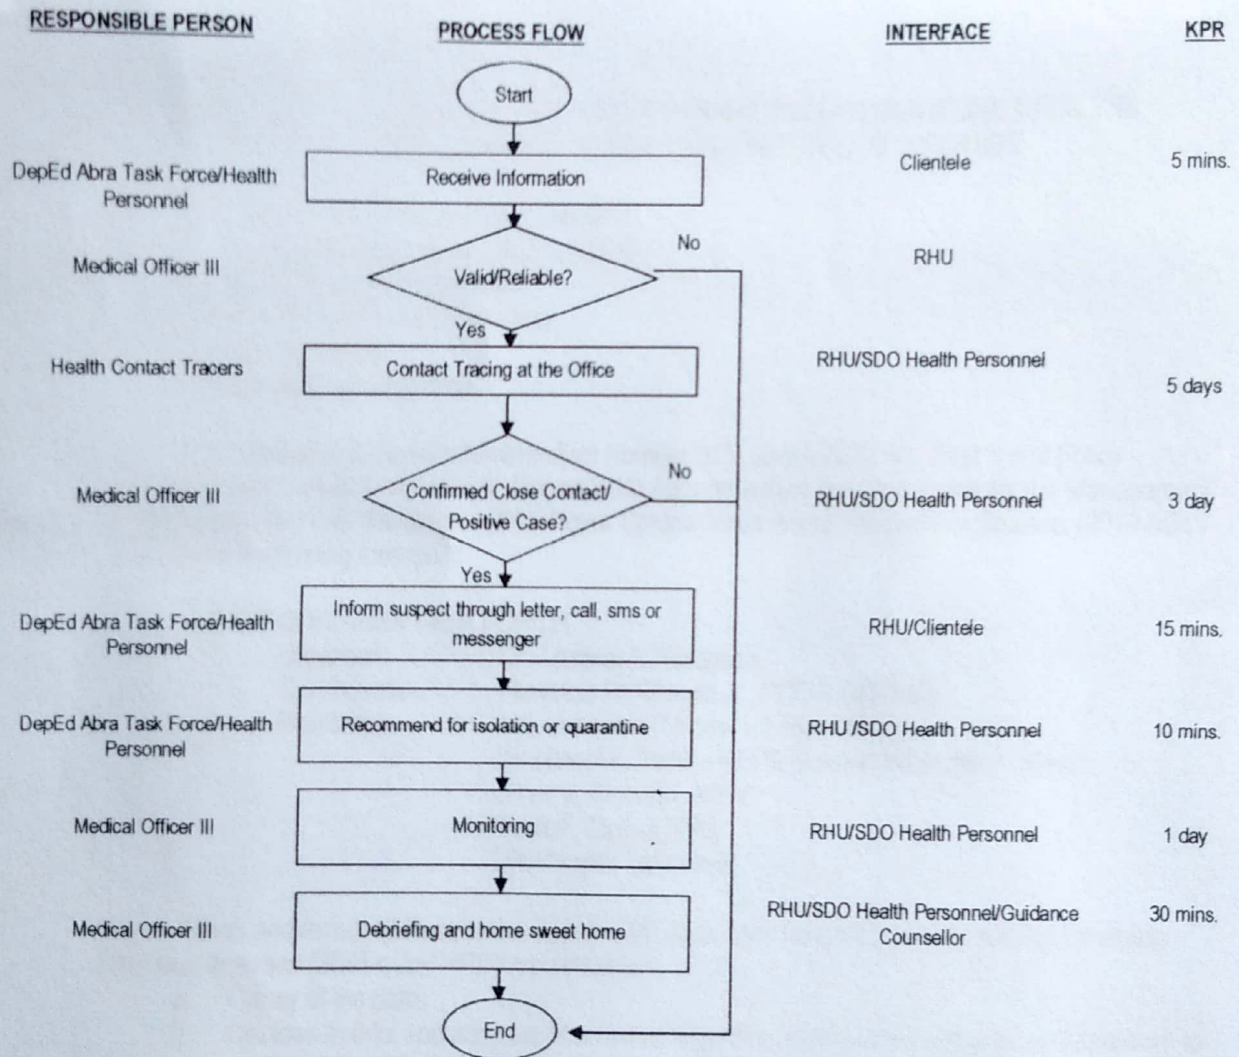 RESPONSIBLE PERSON PROCESS FLOW INTERFACE KPR
Start
DepEd Abra Task Force/Health Personnel
Receive Information
Clientele
5 mins.
Medical Officer III
Valid/Reliable?
No
RHU
Yes
Health Contact Tracers
Contact Tracing at the Office
RHU/SDO Health Personnel
5 days
Medical Officer III
Confirmed Close Contact/
Positive Case?
No
RHU/SDO Health Personnel
3 day
Yes
DepEd Abra Task Force/Health
Personnel
Inform suspect through letter, call, sms or
messenger
RHU/Clientele
15 mins.
DepEd Abra Task Force/Health
Personnel
Recommend for isolation or quarantine
RHU/SDO Health Personnel
10 mins.
Medical Officer III
Monitoring
RHU/SDO Health Personnel
1 day
Medical Officer III
Debriefing and home sweet home
RHU/SDO Health Personnel/Guidance
Counsellor
30 mins.
End